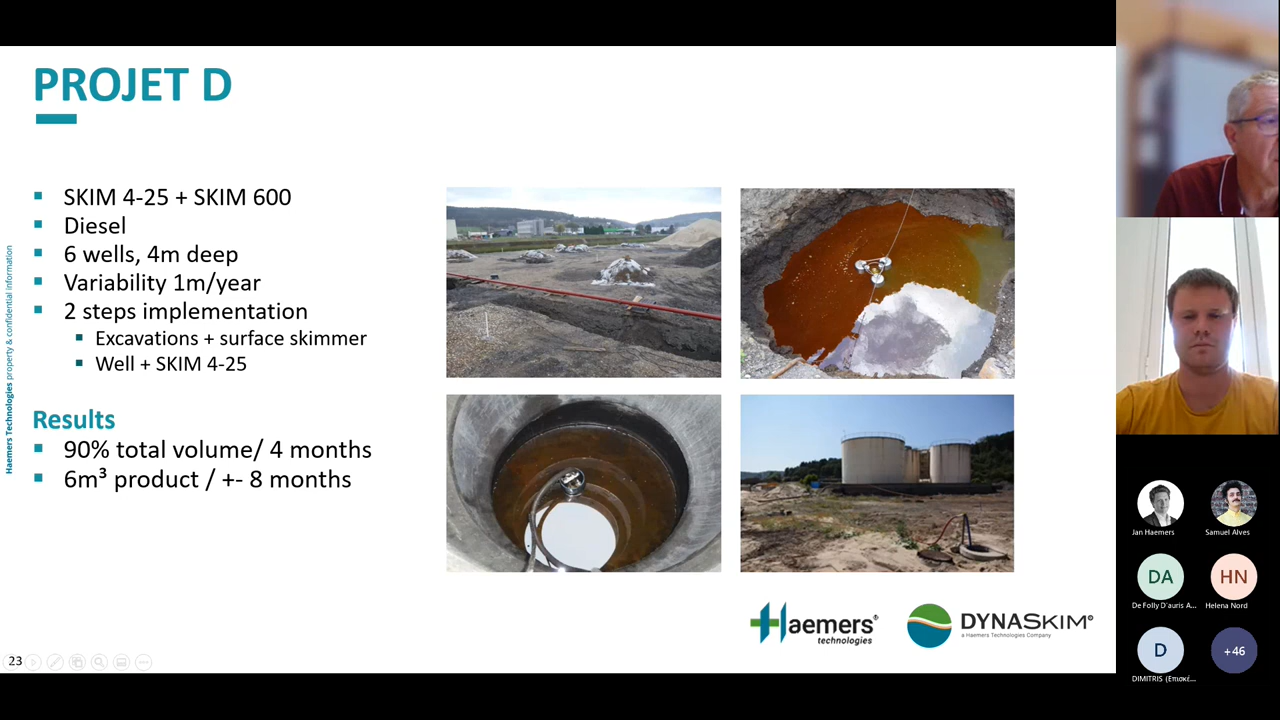 PROJET D
SKIM 4-25 + SKIM 600
Diesel
6 wells, 4m deep
Variability 1m/year
2 steps implementation
Excavations + surface skimmer
Well + SKIM 4-25
Results
90% total volume/ 4 months
6m³ product / +- 8 months
Haemers Technologies property & confidential information
Haemers®
technologies
DYNASKIM®
a Haemers Technologies Company
23
Jan Haemers
Samuel Alves
DA
HN
De Folly D'auris A...
Helena Nord
D
+46
DIMITRIS (Επισκέ...